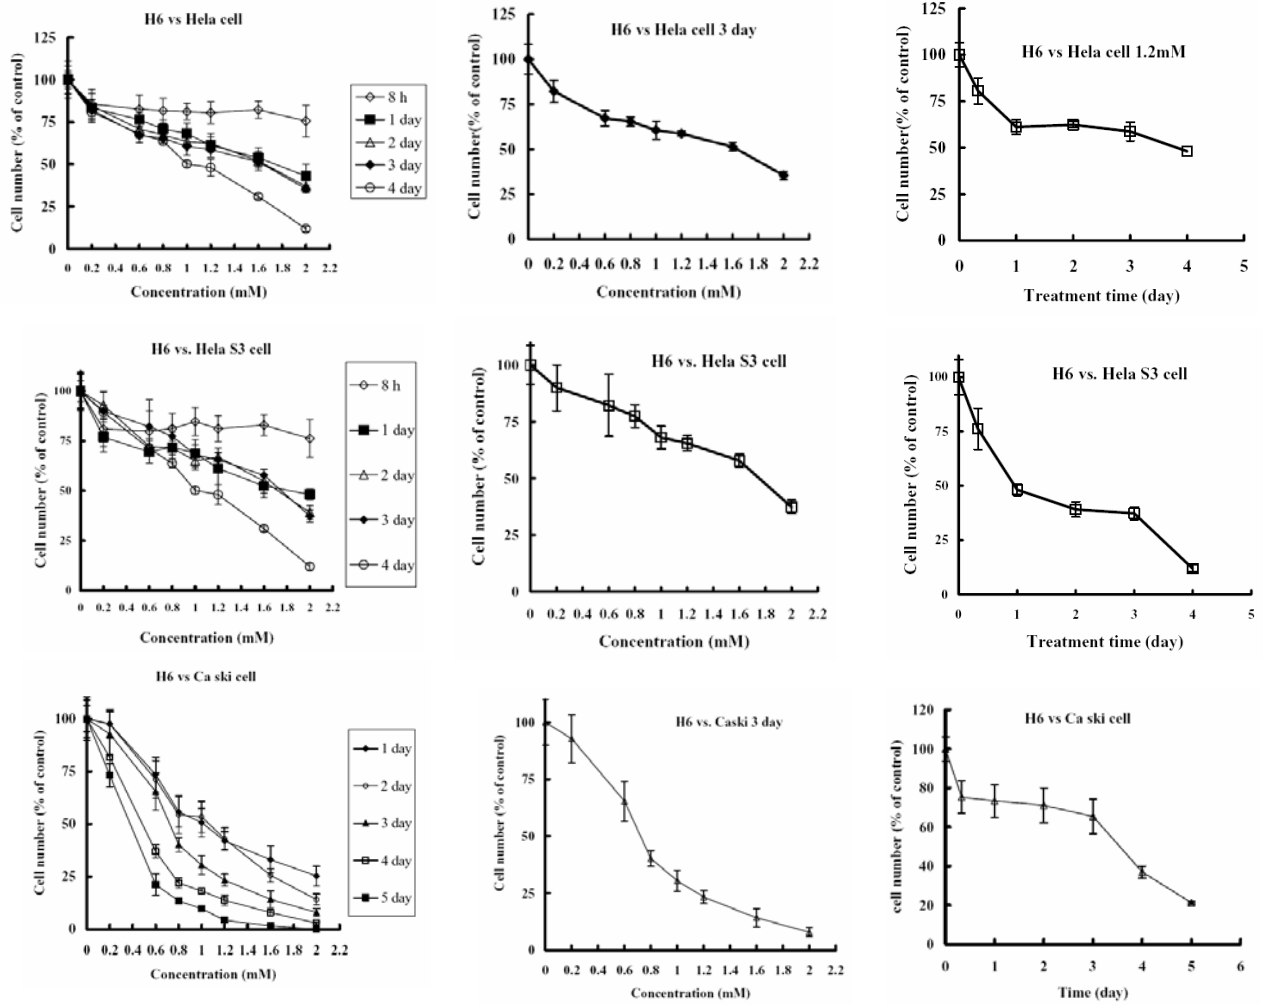 H6 vs Hela cell
Cell number (% of control)
125
100
75
50
25
0
0 0.2 0.4 0.6 0.8 1 1.2 1.4 1.6 1.8 2 2.2
Concentration (mM)
8 h
1 day
2 day
3 day
4 day
H6 vs Hela cell 3 day
Cell number(% of control)
125
100
75
50
25
0
0 0.2 0.4 0.6 0.8 1 1.2 1.4 1.6 1.8 2 2.2
Concentration (mM)
H6 vs Hela cell 1.2mM
Cell number(% of control)
125
100
75
50
25
0
0 1 2 3 4 5
Treatment time (day)
H6 vs. Hela S3 cell
Cell number (% of control)
100
75
50
25
0
0 0.2 0.4 0.6 0.8 1 1.2 1.4 1.6 1.8 2 2.2
Concentration (mM)
8 h
1 day
2 day
3 day
4 day
H6 vs. Hela S3 cell
Cell number (% of control)
100
75
50
25
0
0 0.2 0.4 0.6 0.8 1 1.2 1.4 1.6 1.8 2 2.2
Concentration (mM)
H6 vs. Hela S3 cell
Cell number (% of control)
100
75
50
25
0
0 1 2 3 4 5
Treatment time (day)
H6 vs Ca ski cell
Cell number (% of control)
100
75
50
25
0
0 0.2 0.4 0.6 0.8 1 1.2 1.4 1.6 1.8 2 2.2
Concentration (mM)
1 day
2 day
3 day
4 day
5 day
H6 vs. Caski 3 day
Cell number (% of control)
100
75
50
25
0
0 0.2 0.4 0.6 0.8 1 1.2 1.4 1.6 1.8 2 2.2
Concentration (mM)
H6 vs Ca ski cell
cell number (% of control)
120
100
80
60
40
20
0
0 1 2 3 4 5 6
Time (day)